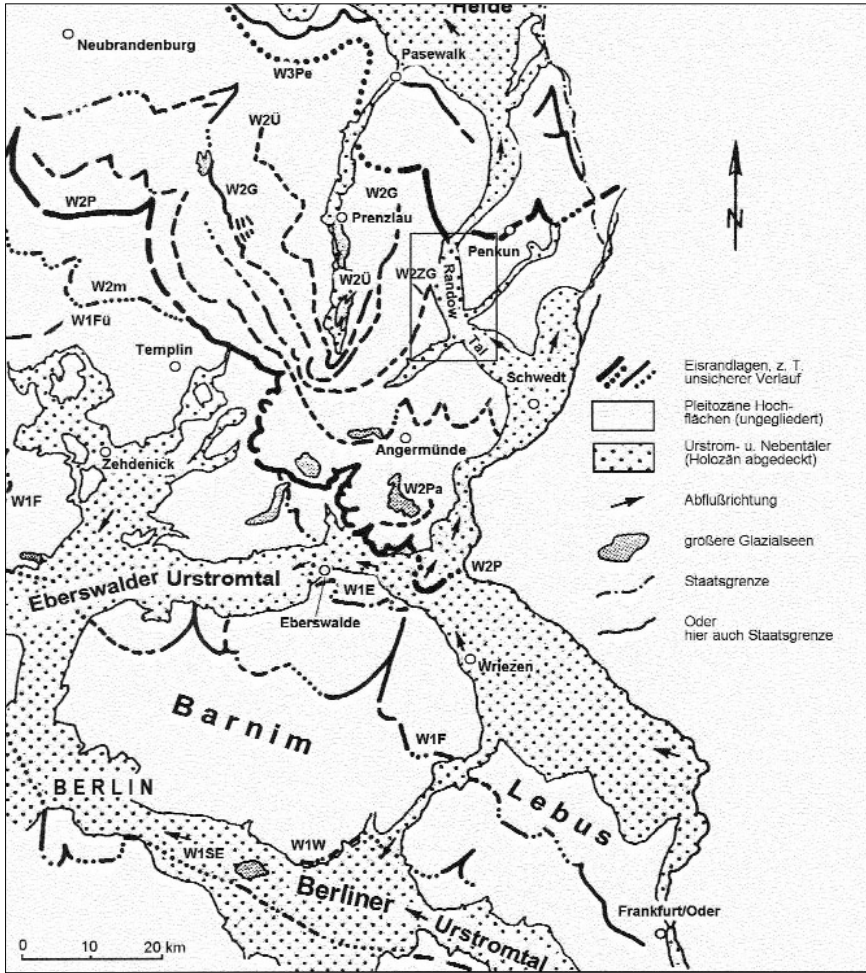 Heide
Neubrandenburg
Pasewalk
W3Pe
W2Ü
W2P
W2G
W2G
Prenzlau
Penkun
W2ZG
W2Ü
Randow
Tal
W2m
W1Fü
Templin
Schwedt
Angermünde
Zehdenick
W2Pa
W1F
Eberswalder Urstromtal
W1E
W2P
Eberswalde
Wriezen
Barnim
W1F
BERLIN
Lebus
W1SE
W1W
Berliner
Urstromtal
Frankfurt/Oder
0 10 20 km
N
Eisrandlagen, z. T.
unsicherer Verlauf
Pleitozäne Hoch-
flächen (ungegliedert)
Urstrom- u. Nebentäler
(Holozän abgedeckt)
Abflußrichtung
größere Glazialseen
Staatsgrenze
Oder
hier auch Staatsgrenze